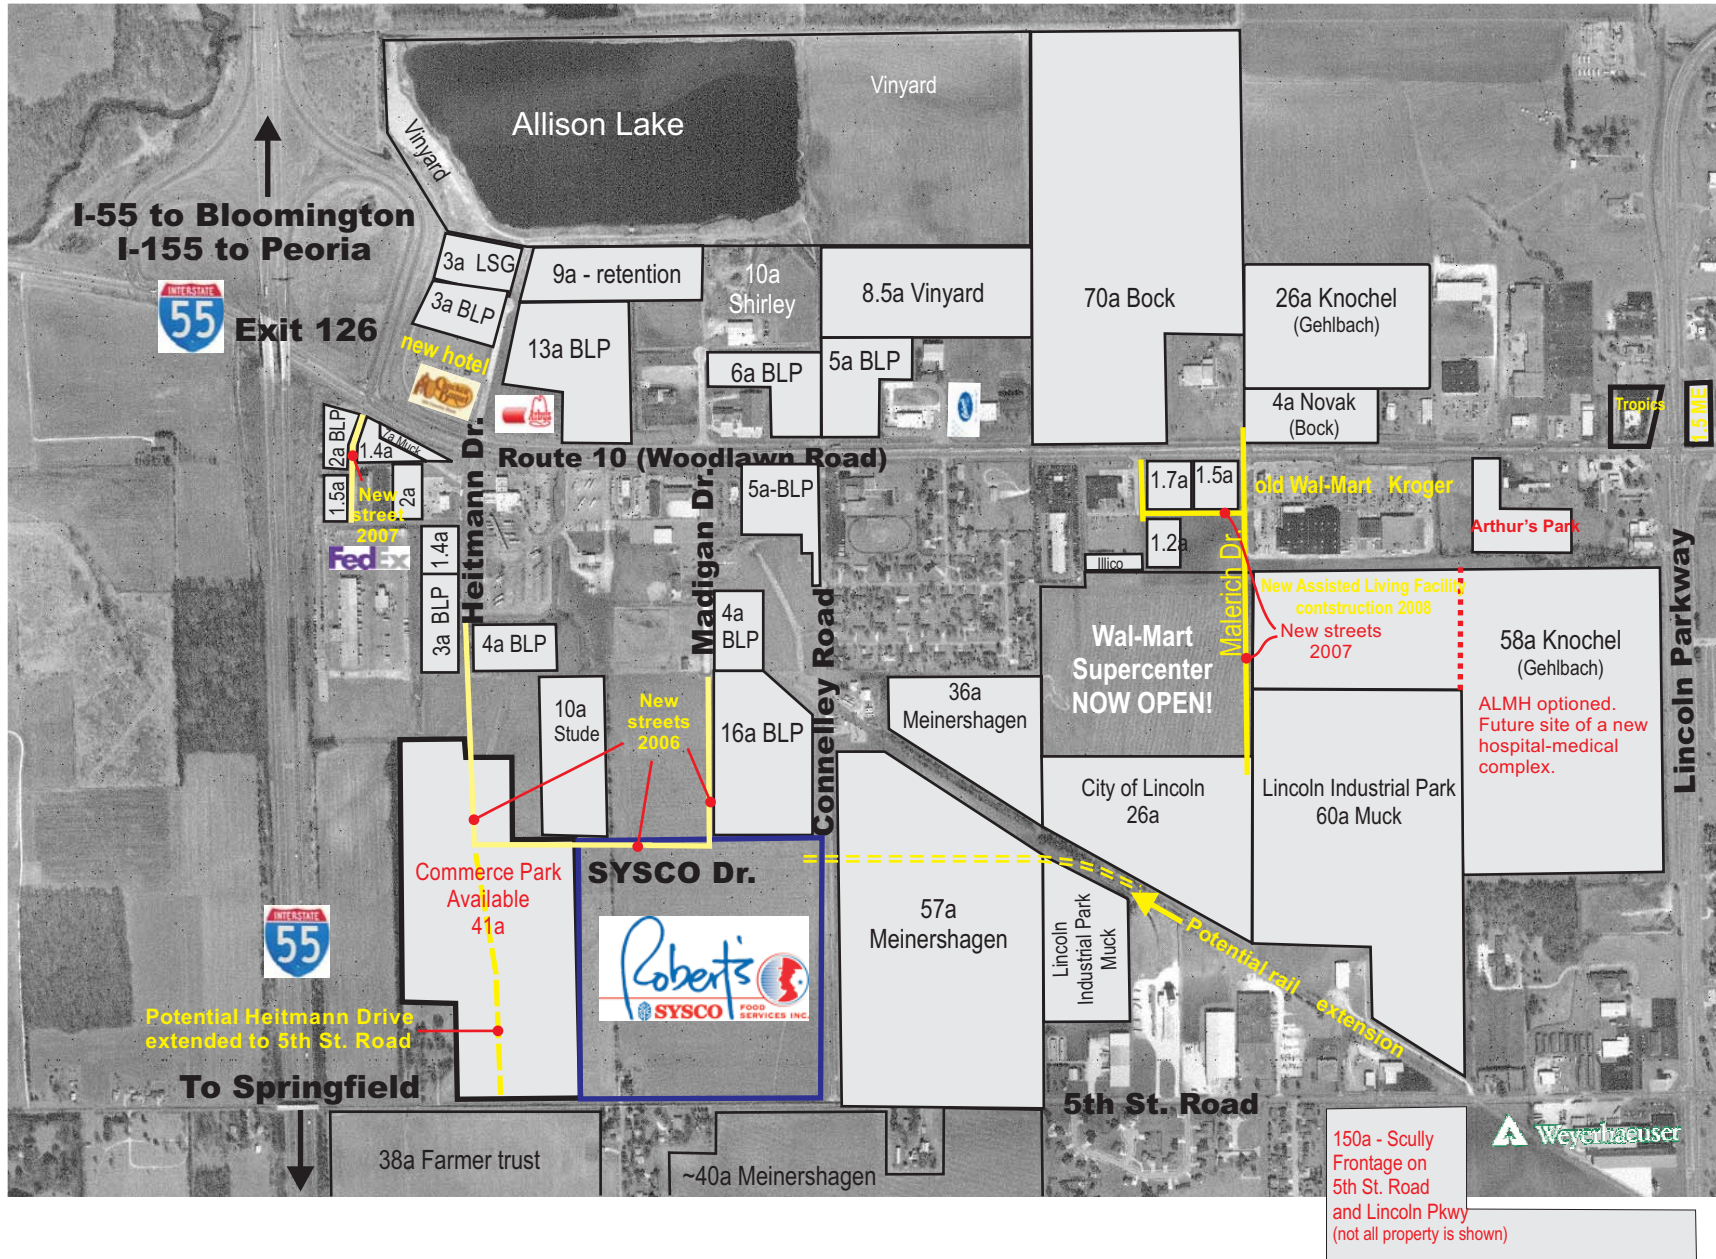 Allison Lake
Vinyard
Vinyard
I-55 to Bloomington
I-155 to Peoria
INTERSTATE
55
Exit 126
3a LSG
3a BLP
9a - retention
10a
Shirley
8.5a Vinyard
70a Bock
26a Knochel
(Gehlbach)
13a BLP
new hotel
6a BLP
5a BLP
4a Novak
(Bock)
Tropics
1.5 ME
Arby's
2a BLP
1.4a
2a Muck
Heitmann Dr.
Route 10 (Woodlawn Road)
1.5a
New
street
2007
2a
Madigan Dr.
5a-BLP
1.7a
1.5a
old Wal-Mart
Kroger
Arthur's Park
FedEx
1.4a
3a BLP
1.2a
Illico
Malerich Dr.
New Assisted Living Facility
contstruction 2008
New streets
2007
4a BLP
4a
BLP
Connelley Road
Wal-Mart
Supercenter
NOW OPEN!
58a Knochel
(Gehlbach)
ALMH optioned.
Future site of a new
hospital-medical
complex.
Lincoln Parkway
10a
Stude
New
streets
2006
16a BLP
36a
Meinershagen
City of Lincoln
26a
Lincoln Industrial Park
60a Muck
Commerce Park
Available
41a
SYSCO Dr.
57a
Meinershagen
Lincoln
Industrial Park
Muck
Potential rail extension
INTERSTATE
55
Robert's
SYSCO
FOOD
SERVICES INC.
Potential Heitmann Drive
extended to 5th St. Road
To Springfield
5th St. Road
38a Farmer trust
~40a Meinershagen
150a - Scully
Frontage on
5th St. Road
and Lincoln Pkwy
(not all property is shown)
Weyerhaeuser